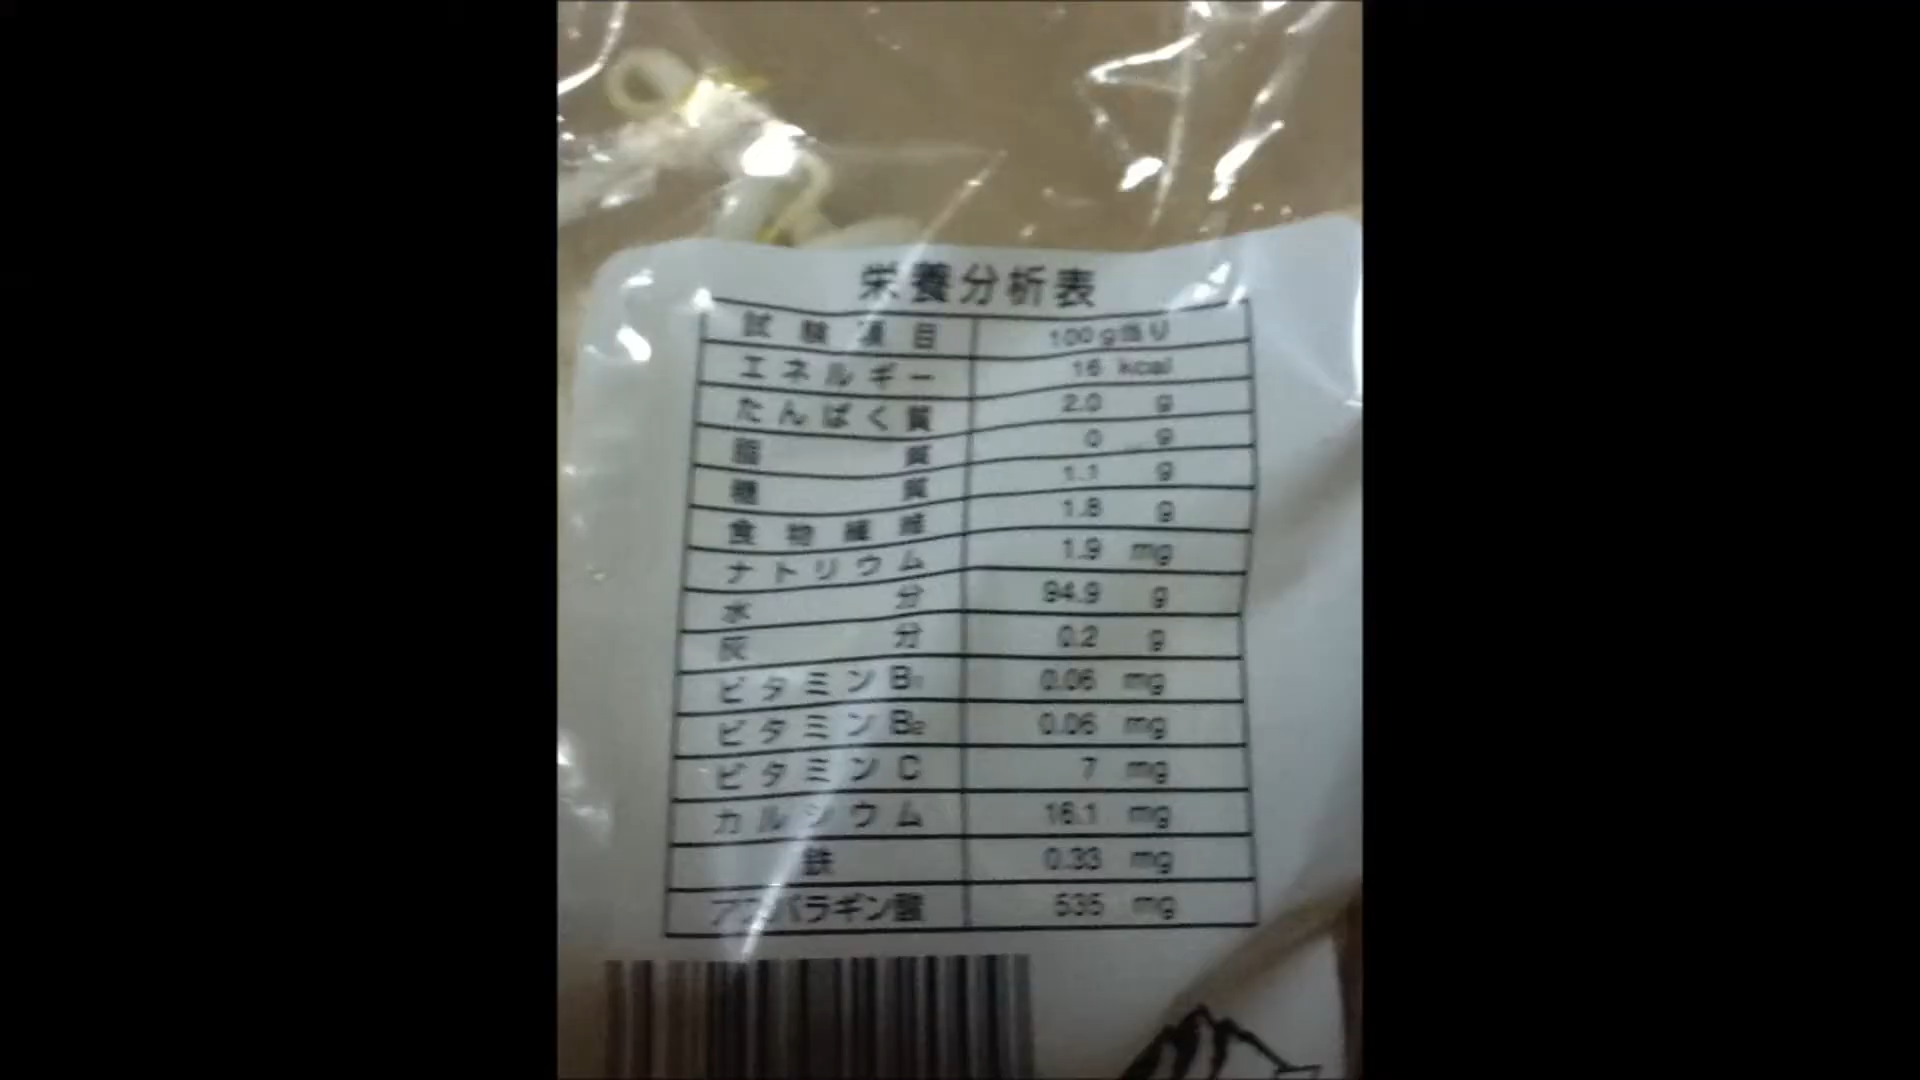 栄養分析表
試験項目 100g当り
エネルギー 16 kcal
たんぱく質 2.0 g
脂質 0 g
糖質 1.1 g
食物繊維 1.8 g
ナトリウム 1.9 mg
水分 94.9 g
灰分 0.2 g
ビタミンB1 0.06 mg
ビタミンB2 0.06 mg
ビタミンC 7 mg
カルシウム 16.1 mg
鉄 0.33 mg
アスパラギン酸 535 mg